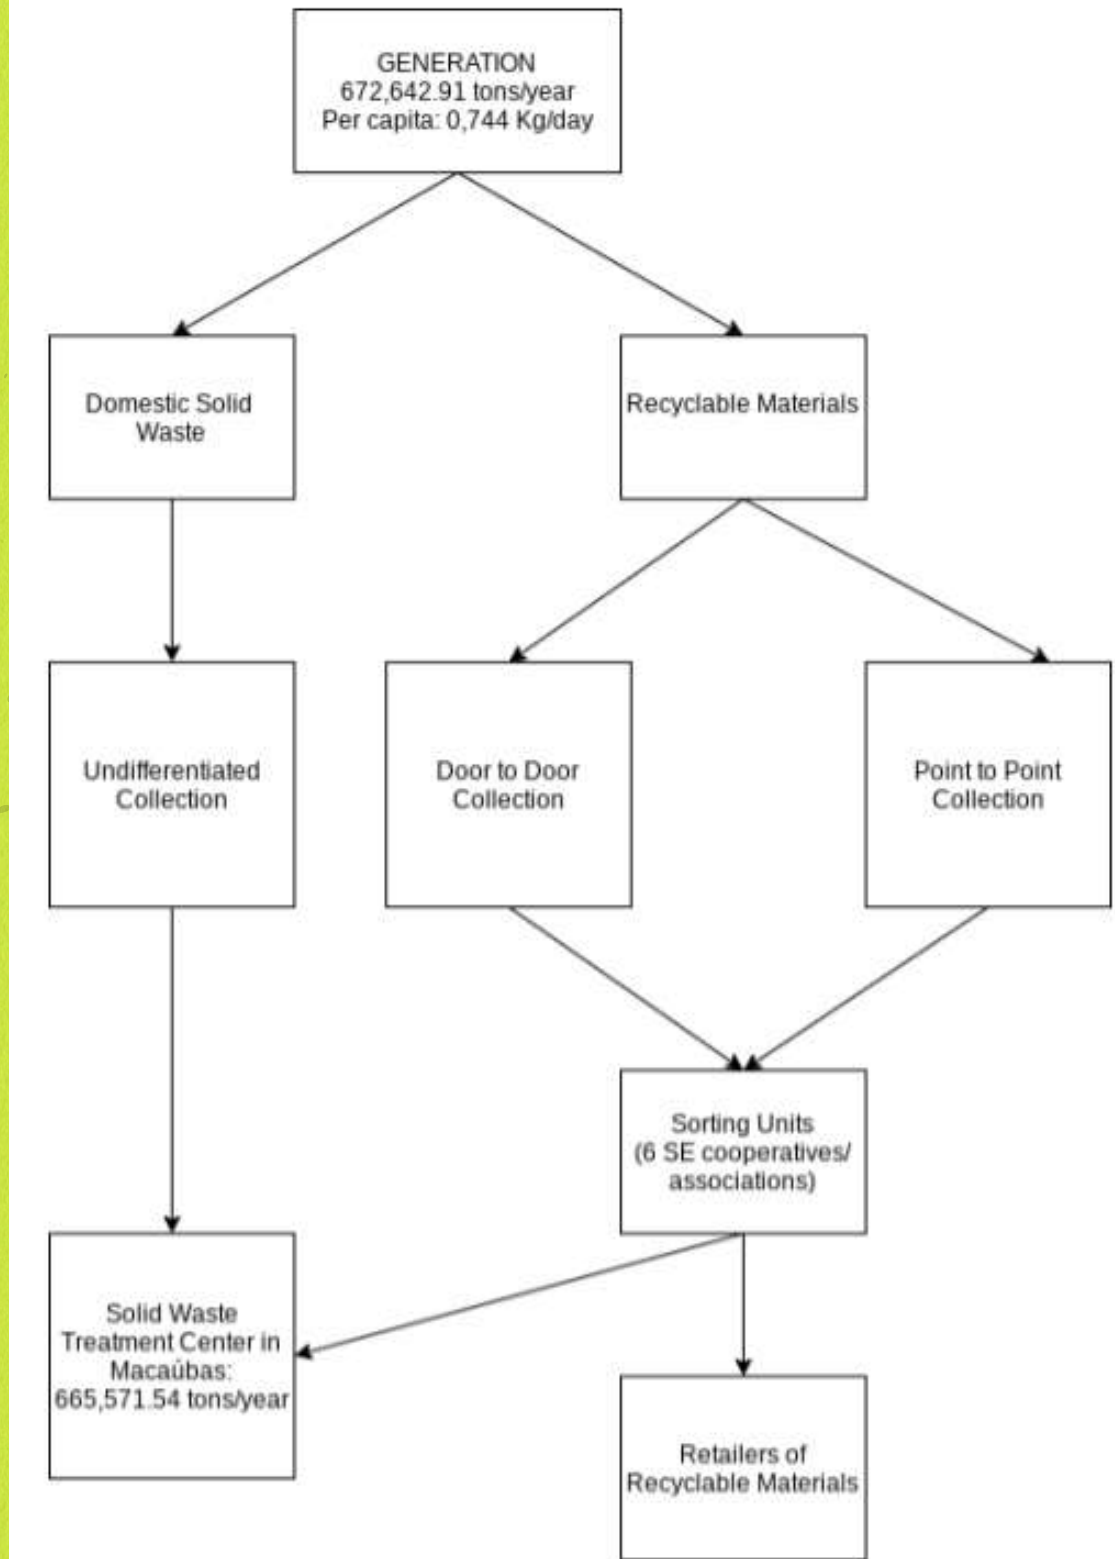 GENERATION
672,642.91 tons/year
Per capita: 0,744 Kg/day
Domestic Solid
Waste
Recyclable Materials
Undifferentiated
Collection
Door to Door
Collection
Point to Point
Collection
Sorting Units
(6 SE cooperatives/
associations)
Solid Waste
Treatment Center in
Macaúbas:
665,571.54 tons/year
Retailers of
Recyclable Materials